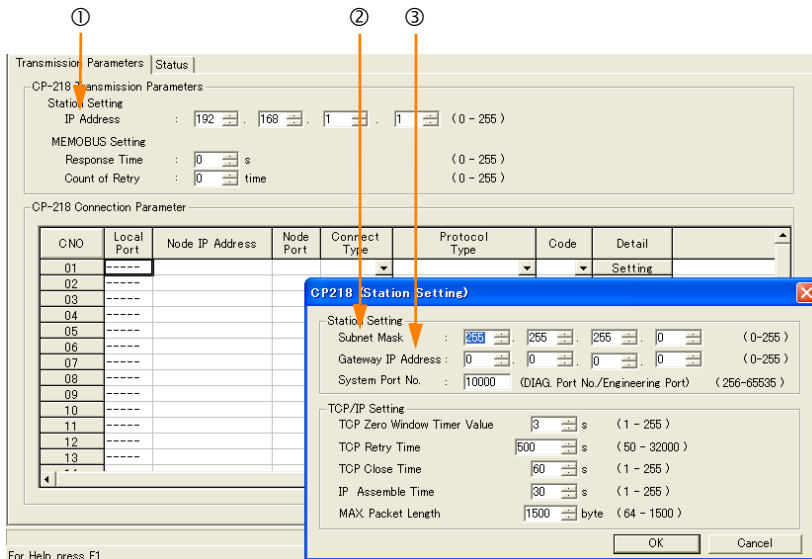 ① ② ③
Transmission Parameters Status
CP-218 Transmission Parameters
Station Setting
IP Address : 192 . 168 . 1 . 1 ( 0 - 255 )
MEMOBUS Setting
Response Time : 0 s ( 0 - 255 )
Count of Retry : 0 time ( 0 - 255 )
CP-218 Connection Parameter
CNO Local Port Node IP Address Node Port Connect Type Protocol Type Code Detail
01 ----- Setting
02 -----
03 -----
04 -----
05 -----
06 -----
07 -----
08 -----
09 -----
10 -----
11 -----
12 -----
13 -----
CP218 (Station Setting)
Station Setting
Subnet Mask : 255 . 255 . 255 . 0 ( 0-255 )
Gateway IP Address : 0 . 0 . 0 . 0 ( 0-255 )
System Port No. : 10000 (DIAG. Port No./Engineering Port) ( 256-65535 )
TCP/IP Setting
TCP Zero Window Timer Value 3 s ( 1 - 255 )
TCP Retry Time 500 s ( 50 - 32000 )
TCP Close Time 60 s ( 1 - 255 )
IP Assemble Time 30 s ( 1 - 255 )
MAX. Packet Length 1500 byte ( 64 - 1500 )
OK Cancel
For Help, press F1